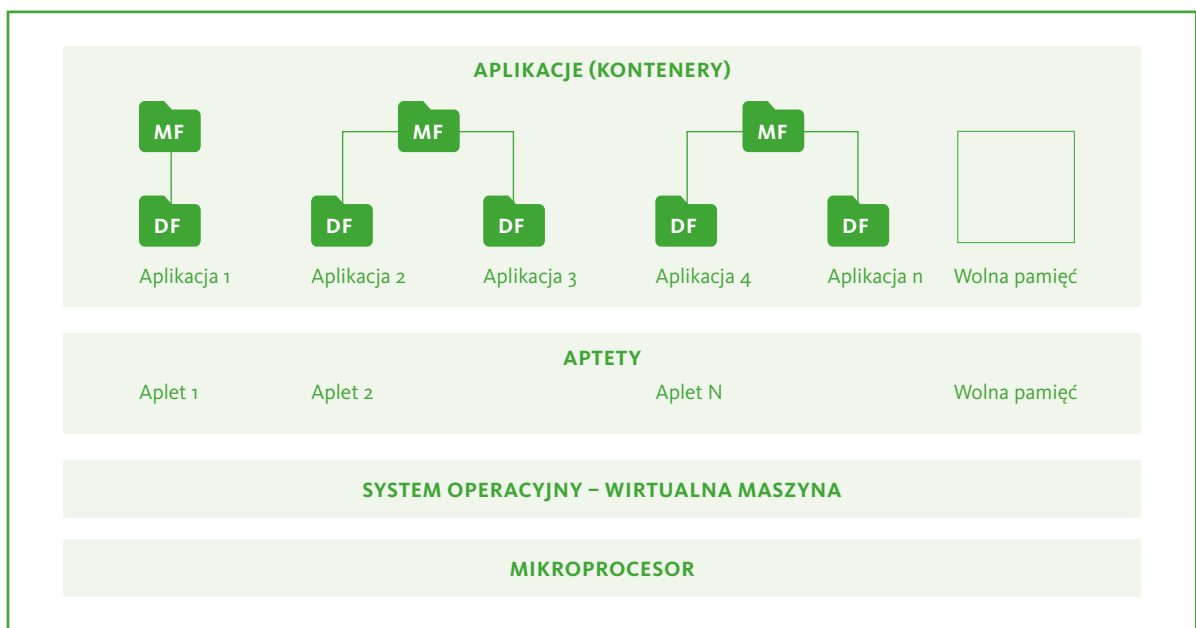 APLIKACJE (KONTENERY)
MF MF MF
DF DF DF DF DF
Aplikacja 1 Aplikacja 2 Aplikacja 3 Aplikacja 4 Aplikacja n Wolna pamięć
APTETY
Aplet 1 Aplet 2 Aplet N Wolna pamięć
SYSTEM OPERACYJNY – WIRTUALNA MASZYNA
MIKROPROCESOR